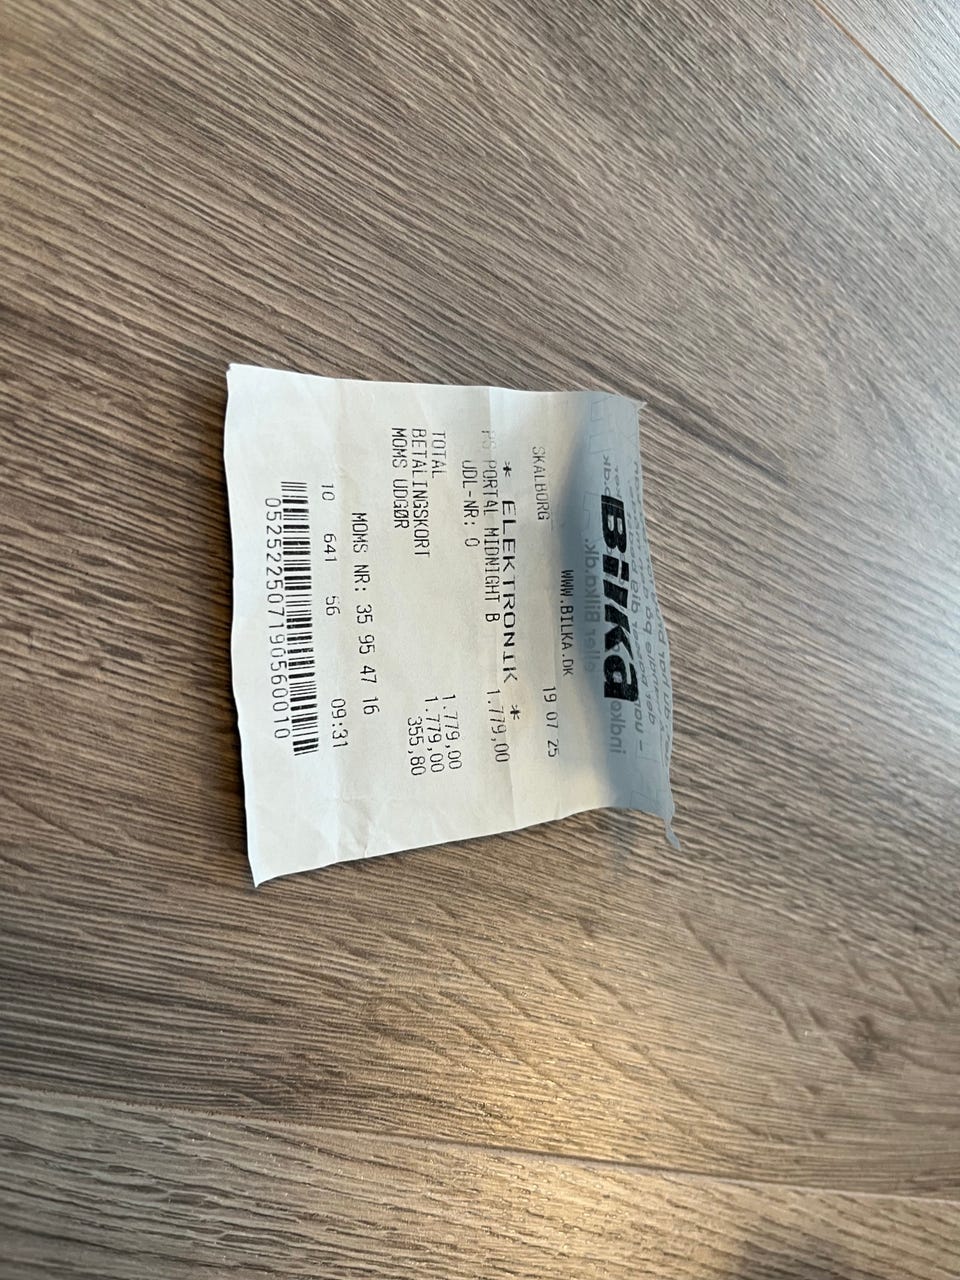 Bilka
WWW.BILKA.DK
SKALBORG 19 07 25
* ELEKTRONIK *
PS PORTAL MIDNIGHT B 1.779,00
UDL-NR: 0
TOTAL 1.779,00
BETALINGSKORT 1.779,00
MOMS UDGØR 355,80
MOMS NR: 35 95 47 16
10 641 56 09:31
052522507190560010